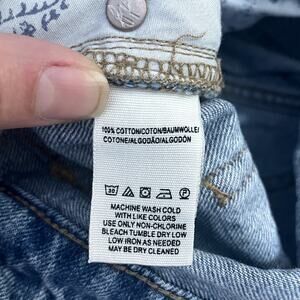 100% COTTON/COTON/BAUMWOLLE/
COTONE/ALGODÃO/ALGODÓN
30
MACHINE WASH COLD
WITH LIKE COLORS
USE ONLY NON-CHLORINE
BLEACH TUMBLE DRY LOW
LOW IRON AS NEEDED
MAY BE DRY CLEANED